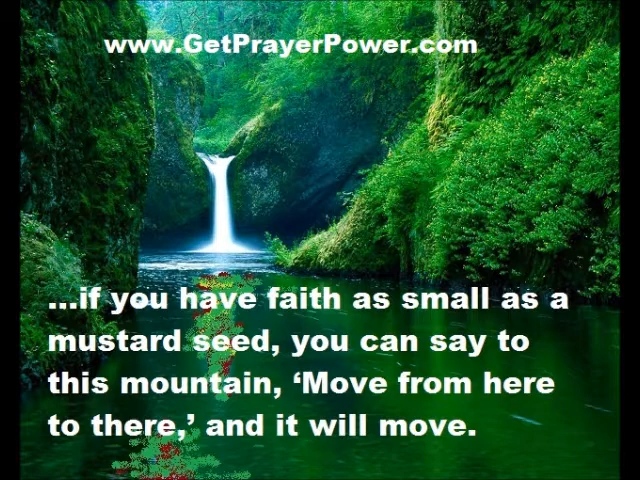 www.GetPrayerPower.com
...if you have faith as small as a
mustard seed, you can say to
this mountain, ‘Move from here
to there,’ and it will move.